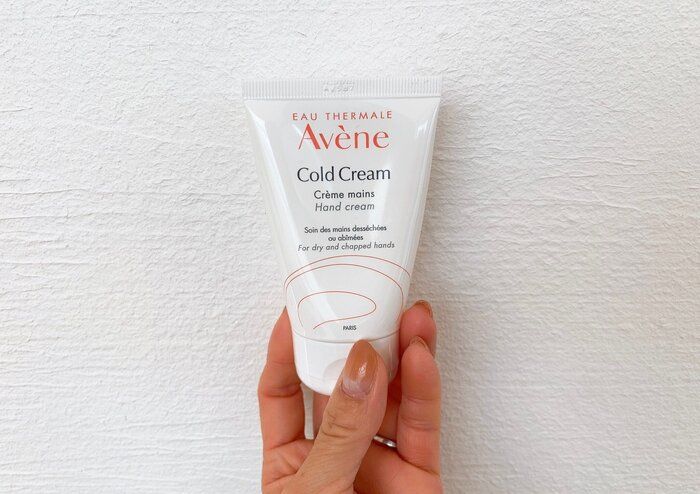 EAU THERMALE
Avène
Cold Cream
Crème mains
Hand cream
Soin des mains desséchées
ou abîmées
For dry and chapped hands
PARIS